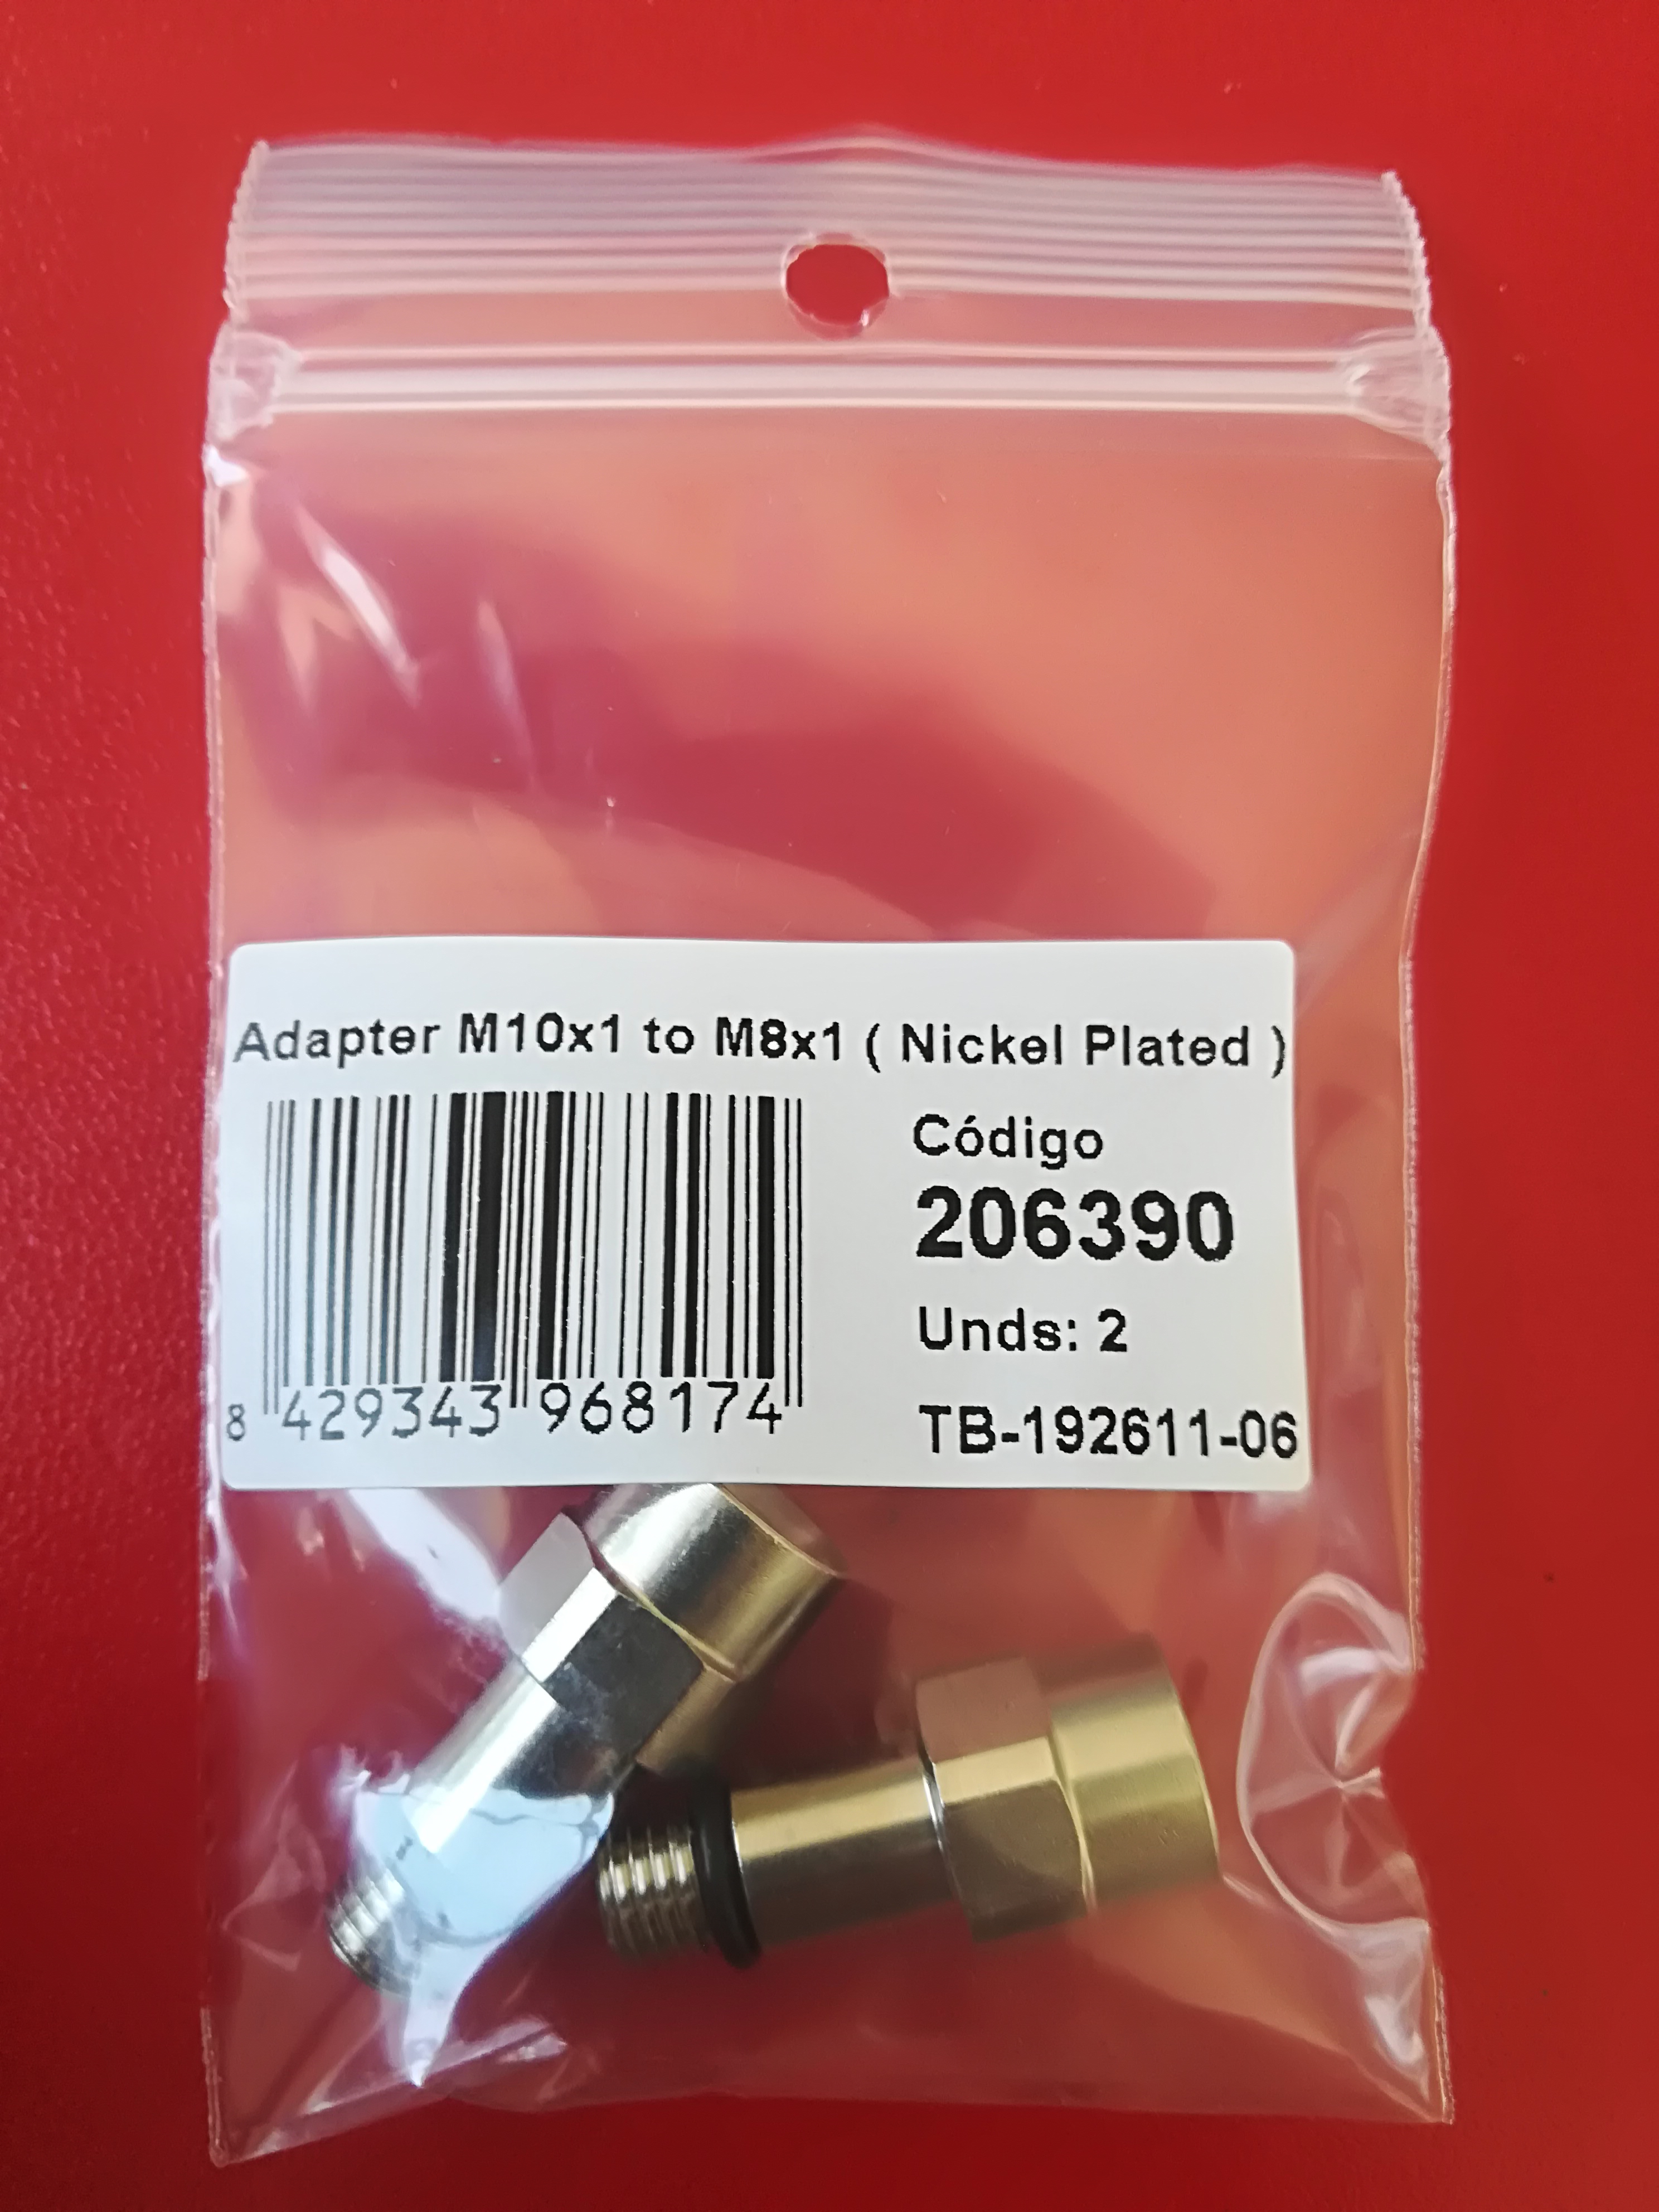 Adapter M10x1 to M8x1 ( Nickel Plated )
Código
206390
Unds: 2
8 429343 968174
TB-192611-06